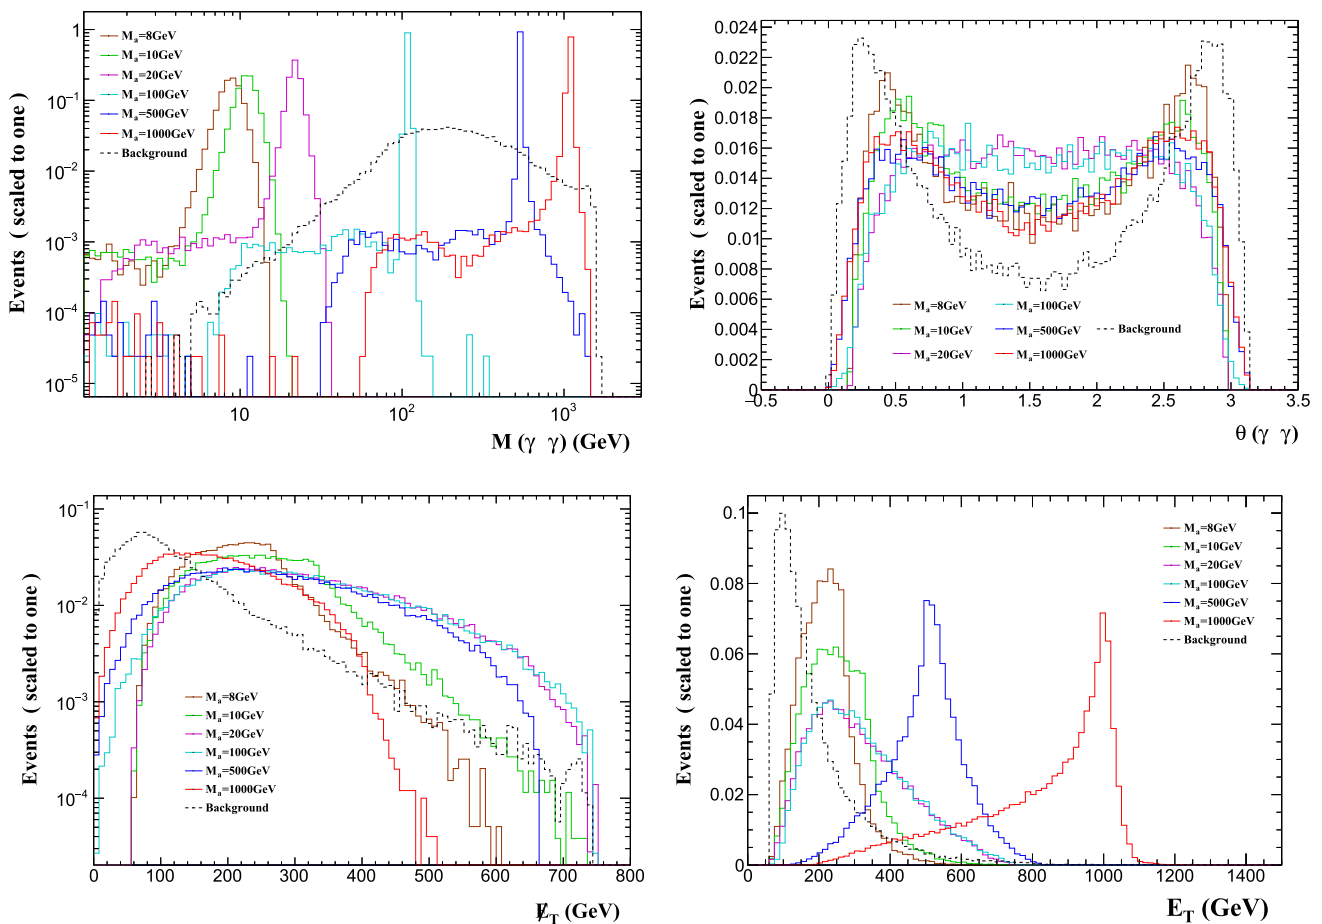 1
10⁻¹
10⁻²
10⁻³
10⁻⁴
10⁻⁵
Events ( scaled to one)
Mₐ=8GeV
Mₐ=10GeV
Mₐ=20GeV
Mₐ=100GeV
Mₐ=500GeV
Mₐ=1000GeV
Background
10 10² 10³
M (γ γ) (GeV)
0.024
0.022
0.02
0.018
0.016
0.014
0.012
0.01
0.008
0.006
0.004
0.002
0
Events ( scaled to one)
Mₐ=8GeV Mₐ=100GeV
Mₐ=10GeV Mₐ=500GeV Background
Mₐ=20GeV Mₐ=1000GeV
−0.5 0 0.5 1 1.5 2 2.5 3 3.5
θ (γ γ)
10⁻¹
10⁻²
10⁻³
10⁻⁴
Events ( scaled to one)
Mₐ=8GeV
Mₐ=10GeV
Mₐ=20GeV
Mₐ=100GeV
Mₐ=500GeV
Mₐ=1000GeV
Background
0 100 200 300 400 500 600 700 800
E̸_T (GeV)
0.1
0.08
0.06
0.04
0.02
0
Events ( scaled to one)
Mₐ=8GeV
Mₐ=10GeV
Mₐ=20GeV
Mₐ=100GeV
Mₐ=500GeV
Mₐ=1000GeV
Background
0 200 400 600 800 1000 1200 1400
E_T (GeV)